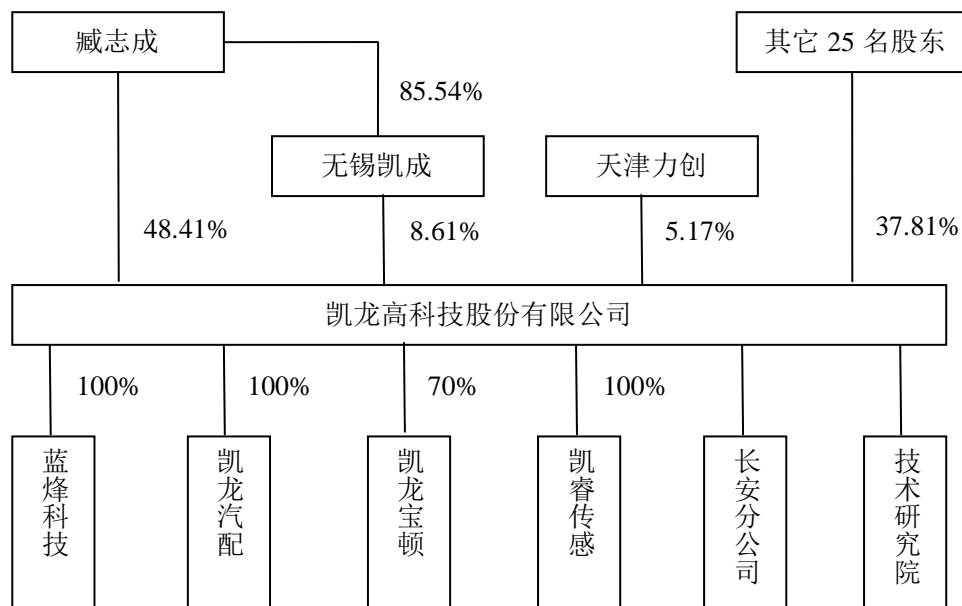 臧志成
其它 25 名股东
85.54%
无锡凯成
天津力创
48.41%
8.61%
5.17%
37.81%
凯龙高科技股份有限公司
100%
100%
70%
100%
蓝烽科技
凯龙汽配
凯龙宝顿
凯睿传感
长安分公司
技术研究院